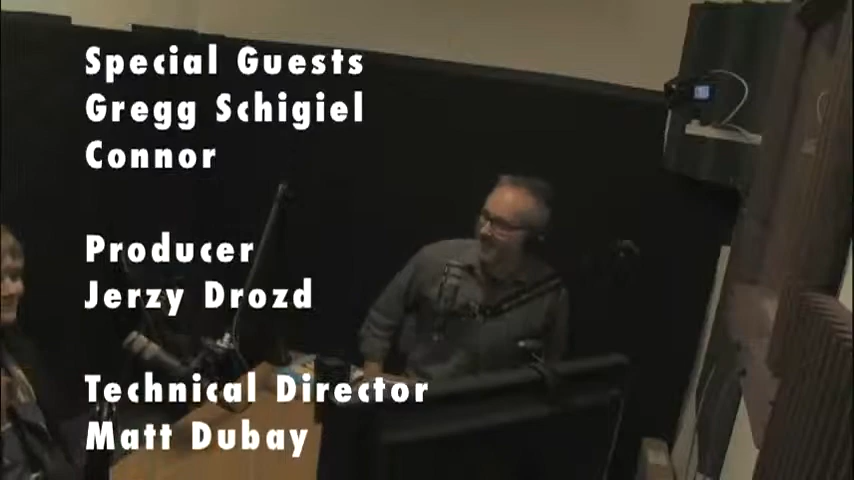 Special Guests
Gregg Schigiel
Connor
Producer
Jerzy Drozd
Technical Director
Matt Dubay